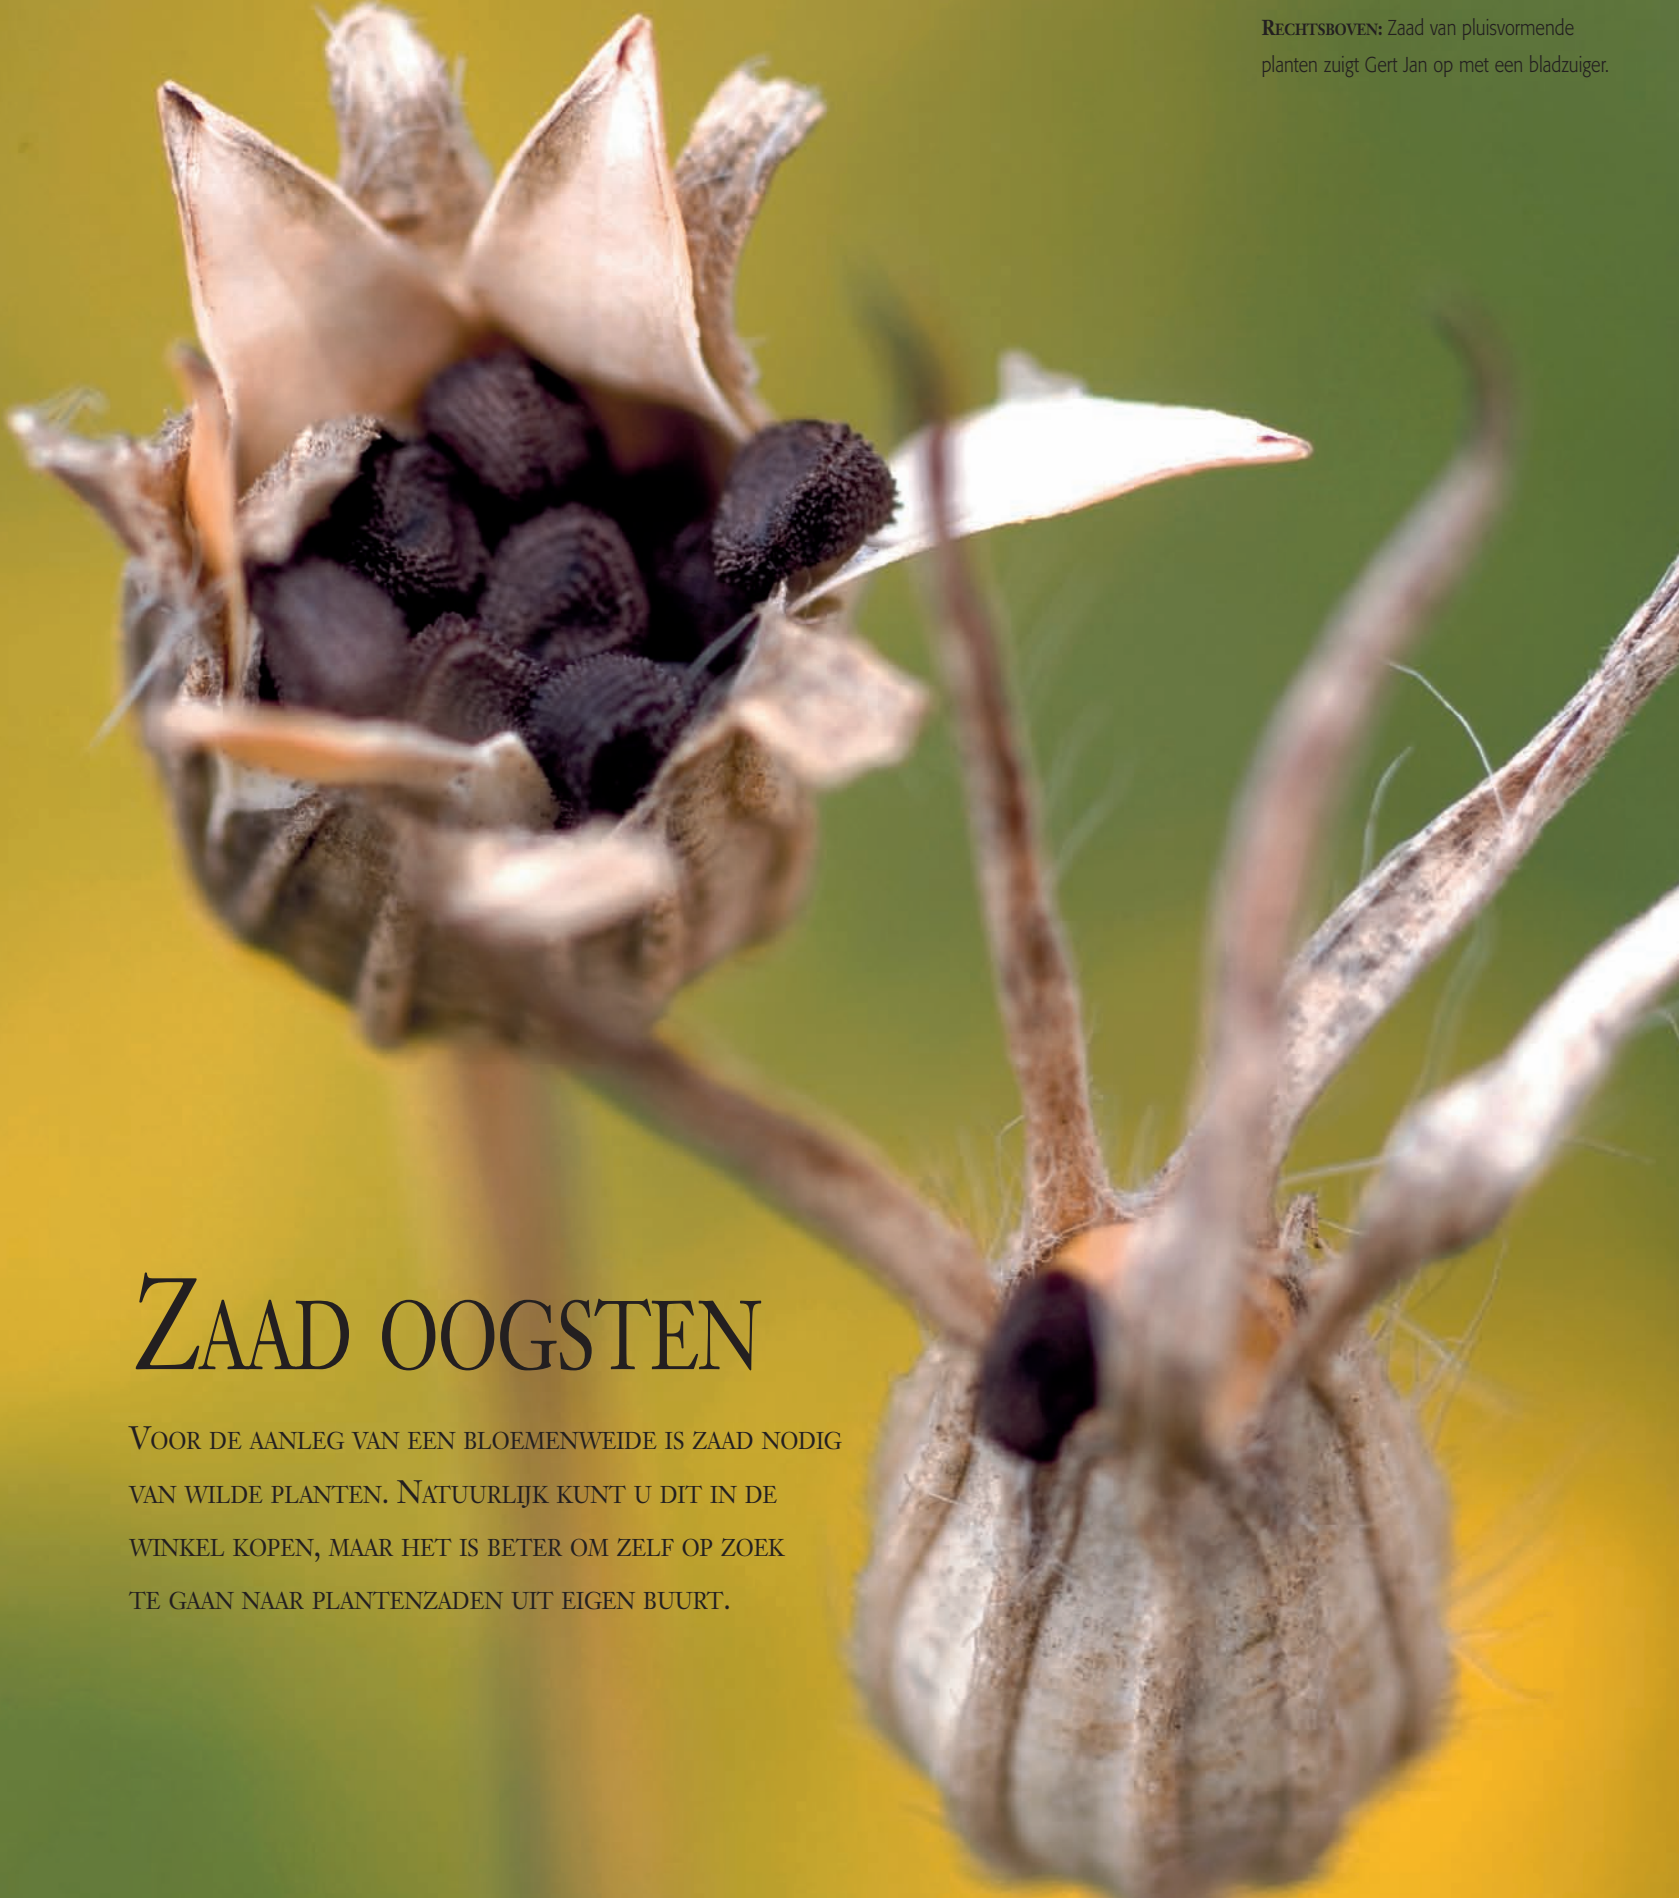 RECHTSBOVEN: Zaad van pluisvormende
planten zuigt Gert Jan op met een bladzuiger.
ZAAD OOGSTEN
VOOR DE AANLEG VAN EEN BLOEMENWEIDE IS ZAAD NODIG
VAN WILDE PLANTEN. NATUURLIJK KUNT U DIT IN DE
WINKEL KOPEN, MAAR HET IS BETER OM ZELF OP ZOEK
TE GAAN NAAR PLANTENZADEN UIT EIGEN BUURT.